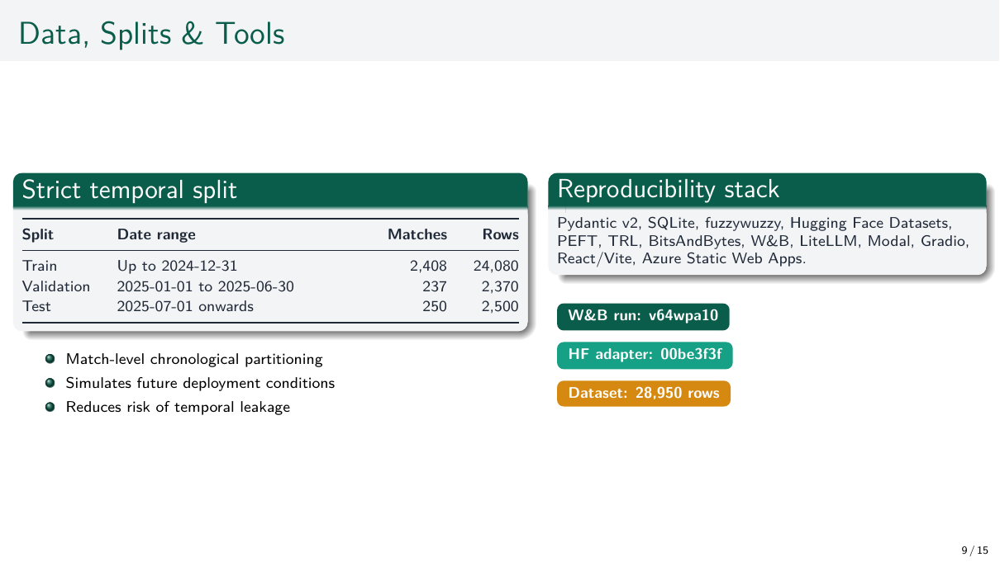 Data, Splits & Tools
Strict temporal split
Split Date range Matches Rows
Train Up to 2024-12-31 2,408 24,080
Validation 2025-01-01 to 2025-06-30 237 2,370
Test 2025-07-01 onwards 250 2,500
Match-level chronological partitioning
Simulates future deployment conditions
Reduces risk of temporal leakage
Reproducibility stack
Pydantic v2, SQLite, fuzzywuzzy, Hugging Face Datasets,
PEFT, TRL, BitsAndBytes, W&B, LiteLLM, Modal, Gradio,
React/Vite, Azure Static Web Apps.
W&B run: v64wpa10
HF adapter: 00be3f3f
Dataset: 28,950 rows
9 / 15